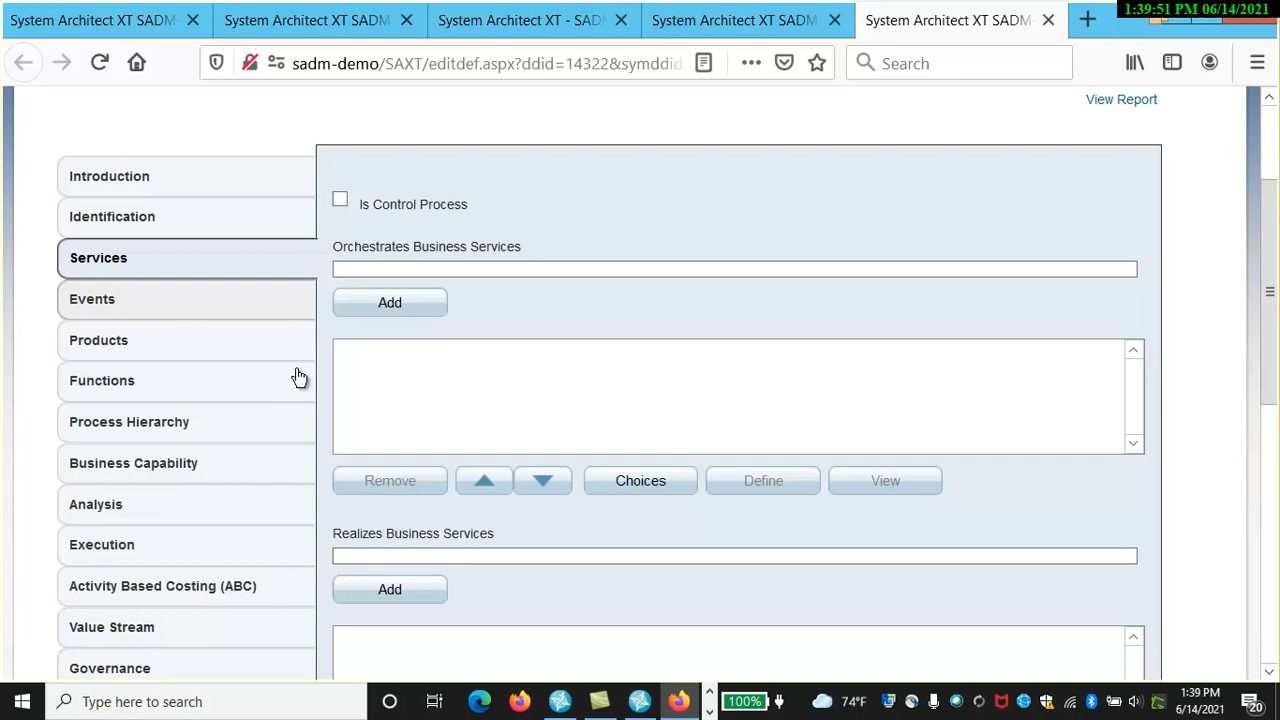 1:39:51 PM 06/14/2021
System Architect XT SADM
System Architect XT SADM
System Architect XT - SAD
System Architect XT SADM
System Architect XT SADM
sadm-demo/SAXT/editdef.aspx?ddid=14322&symddid
Search
View Report
Introduction
Identification
Services
Events
Products
Functions
Process Hierarchy
Business Capability
Analysis
Execution
Activity Based Costing (ABC)
Value Stream
Governance
Is Control Process
Orchestrates Business Services
Add
Remove
Choices
Define
View
Realizes Business Services
Add
Type here to search
100%
74°F
1:39 PM
6/14/2021
20